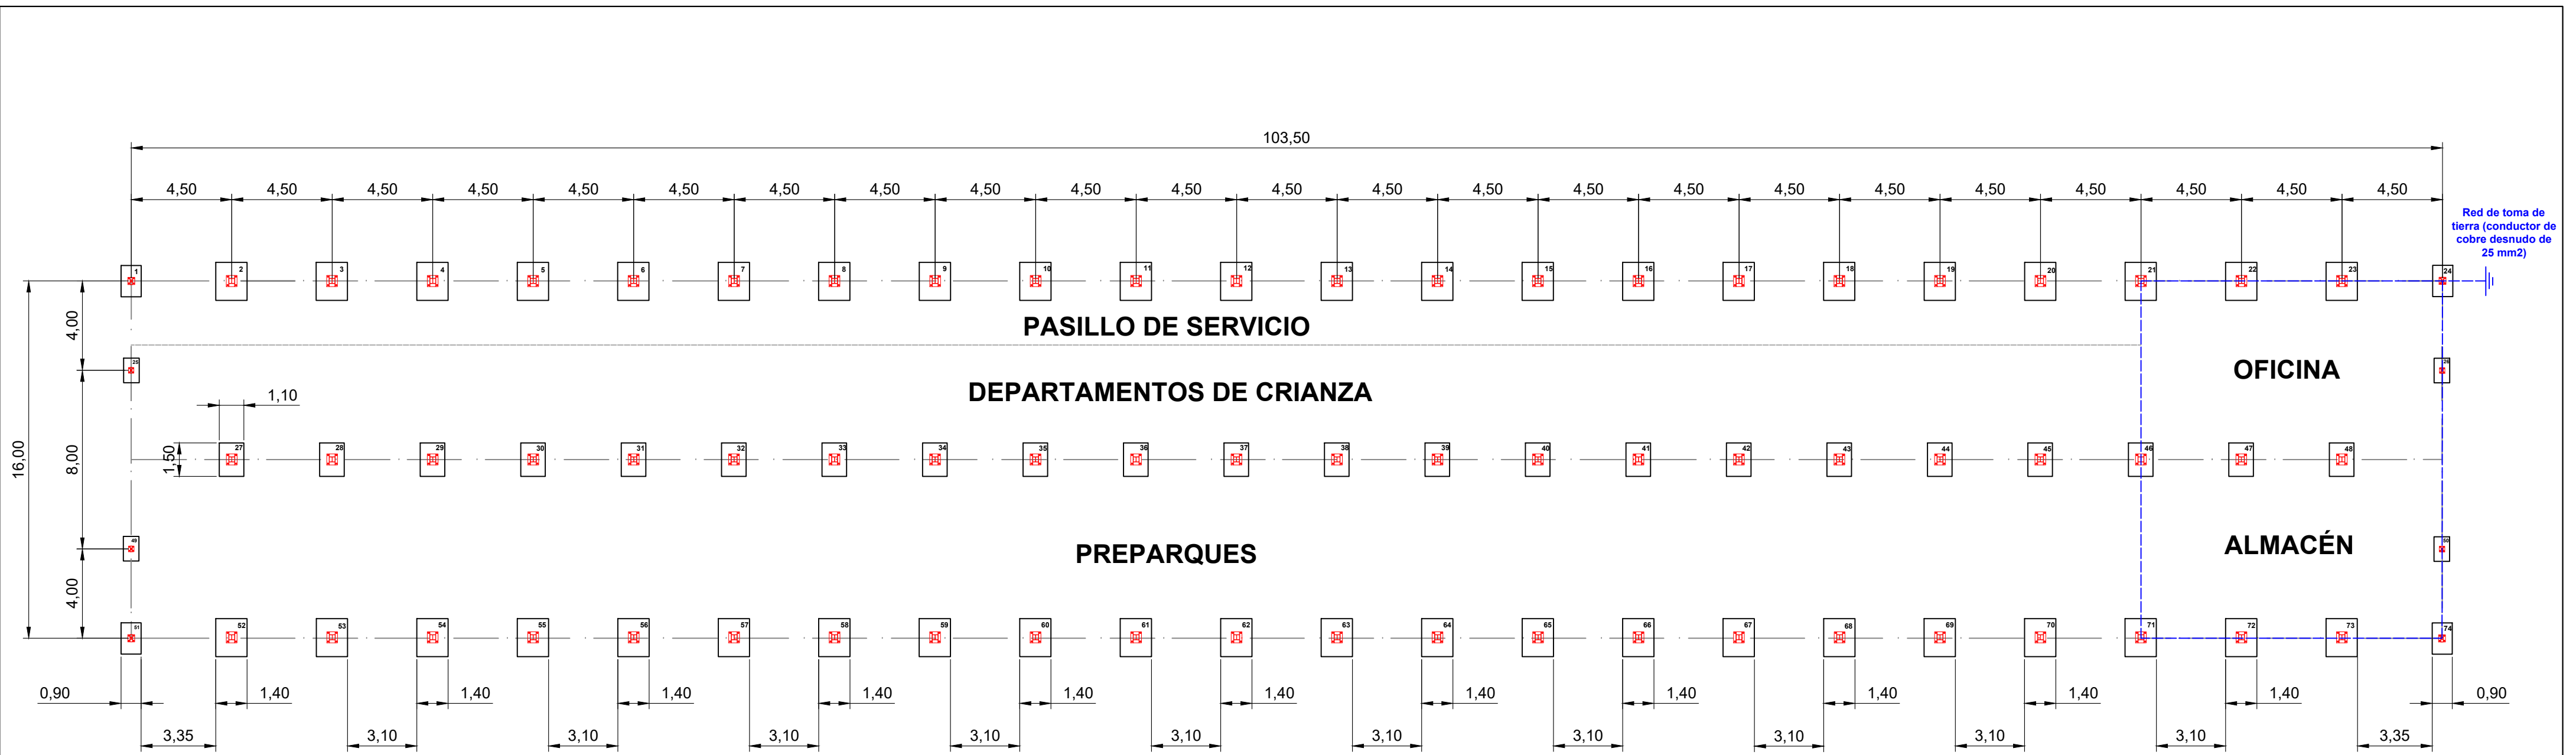 103,50
4,50 4,50 4,50 4,50 4,50 4,50 4,50 4,50 4,50 4,50 4,50 4,50 4,50 4,50 4,50 4,50 4,50 4,50 4,50 4,50 4,50 4,50 4,50
Red de toma de
tierra (conductor de
cobre desnudo de
25 mm2)
1 2 3 4 5 6 7 8 9 10 11 12 13 14 15 16 17 18 19 20 21 22 23 24
4,00
PASILLO DE SERVICIO
25
OFICINA
26
DEPARTAMENTOS DE CRIANZA
1,10
16,00
8,00
1,50
27 28 29 30 31 32 33 34 35 36 37 38 39 40 41 42 43 44 45 46 47 48
49
PREPARQUES
ALMACÉN
50
4,00
51 52 53 54 55 56 57 58 59 60 61 62 63 64 65 66 67 68 69 70 71 72 73 74
0,90 1,40 1,40 1,40 1,40 1,40 1,40 1,40 1,40 1,40 1,40 1,40 0,90
3,35 3,10 3,10 3,10 3,10 3,10 3,10 3,10 3,10 3,10 3,10 3,35